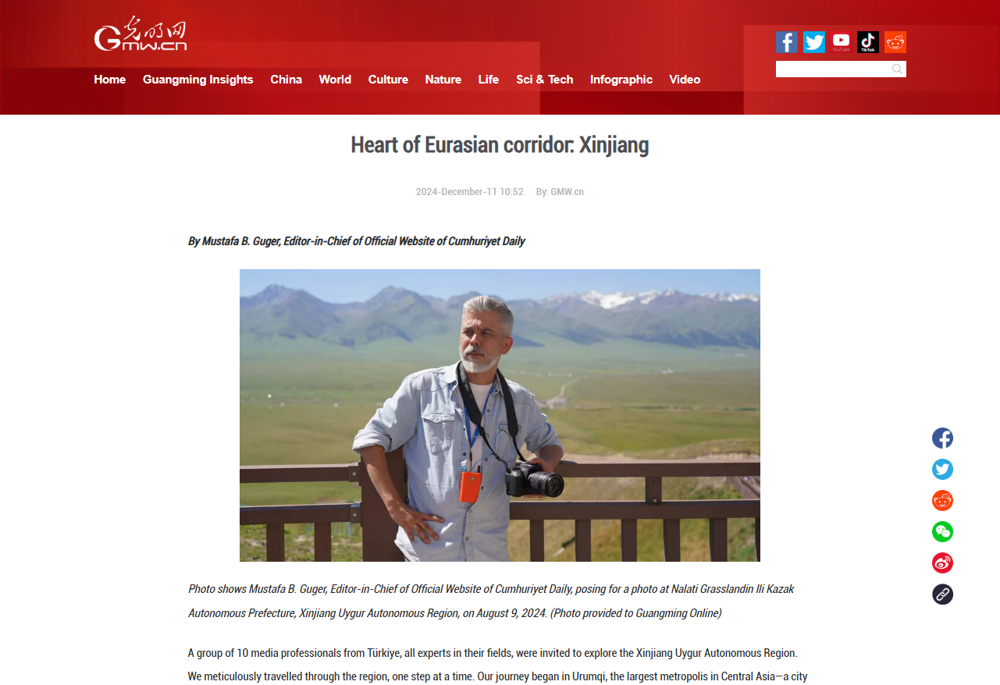 光明网
GMW.CN
YouTube
TikTok
Home Guangming Insights China World Culture Nature Life Sci & Tech Infographic Video
Heart of Eurasian corridor: Xinjiang
2024-December-11 10:52 By: GMW.cn
By Mustafa B. Guger, Editor-in-Chief of Official Website of Cumhuriyet Daily
Photo shows Mustafa B. Guger, Editor-in-Chief of Official Website of Cumhuriyet Daily, posing for a photo at Nalati Grasslandin Ili Kazak
Autonomous Prefecture, Xinjiang Uygur Autonomous Region, on August 9, 2024. (Photo provided to Guangming Online)
A group of 10 media professionals from Türkiye, all experts in their fields, were invited to explore the Xinjiang Uygur Autonomous Region.
We meticulously travelled through the region, one step at a time. Our journey began in Urumqi, the largest metropolis in Central Asia—a city